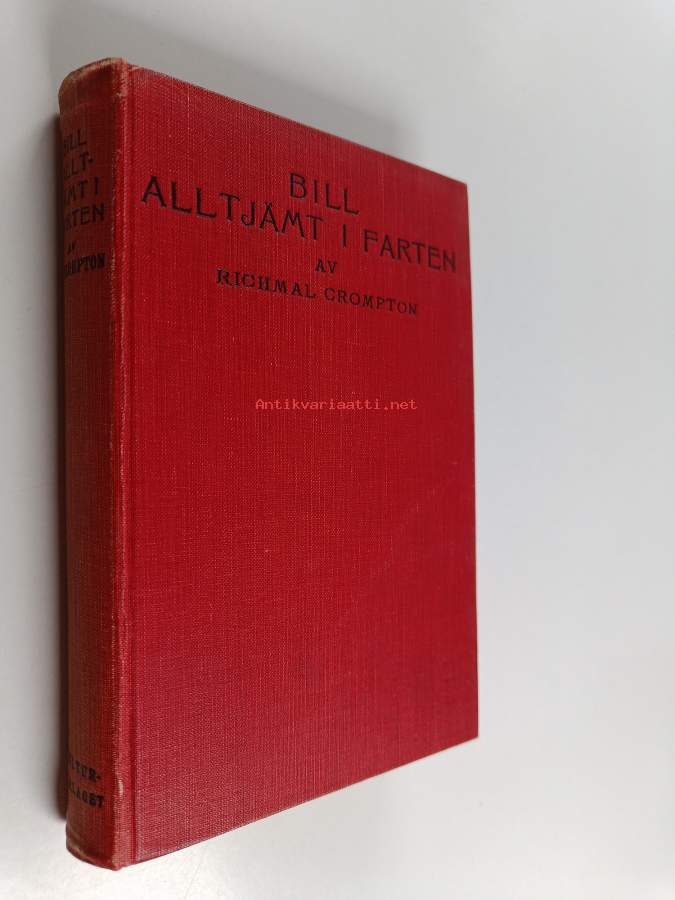 BILL
ALLTJÄMT I FARTEN
AV
RICHMAL CROMPTON
Antikvariaatti.net
BILL
ALLT-
JÄMT I
FARTEN
AV
CROMPTON